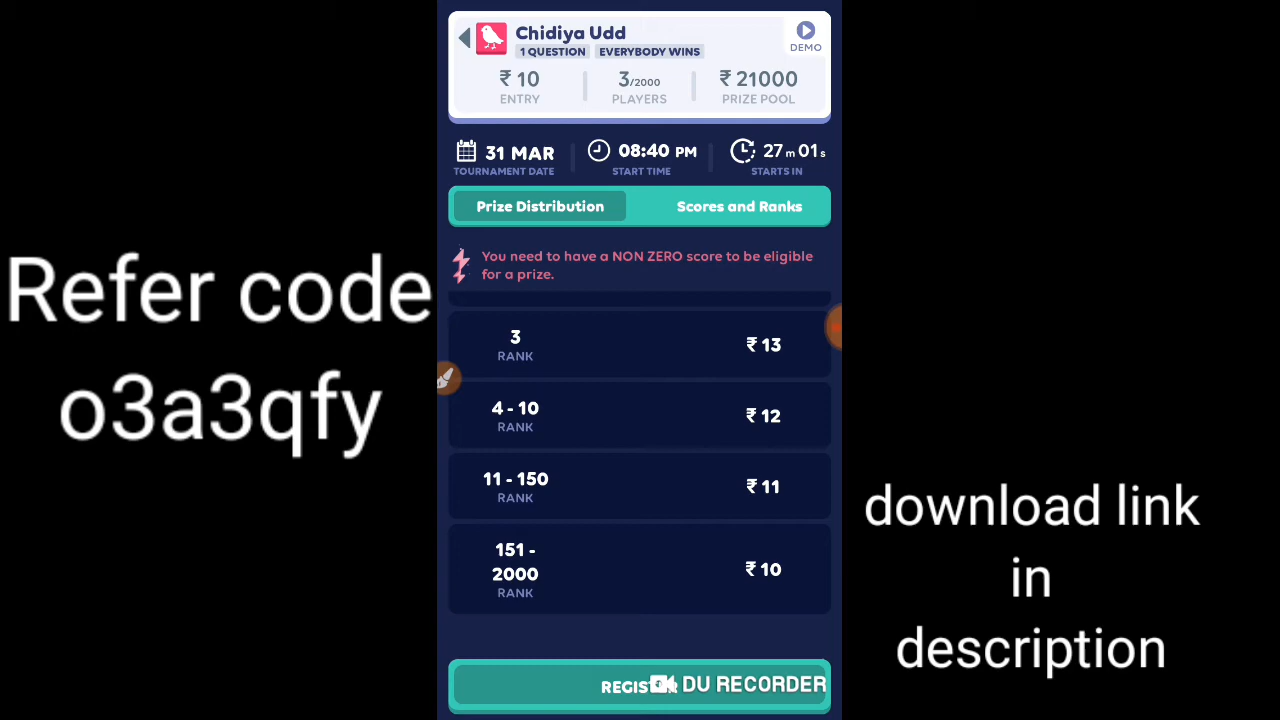 Chidiya Udd
1 QUESTION EVERYBODY WINS
DEMO
₹ 10 3/2000 ₹ 21000
ENTRY PLAYERS PRIZE POOL
31 MAR 08:40 PM 27 m 01 s
TOURNAMENT DATE START TIME STARTS IN
Prize Distribution Scores and Ranks
You need to have a NON ZERO score to be eligible
for a prize.
3 ₹ 13
RANK
4 - 10 ₹ 12
RANK
11 - 150 ₹ 11
RANK
151 -
2000 ₹ 10
RANK
DU RECORDER
Refer code
o3a3qfy
download link
in
description